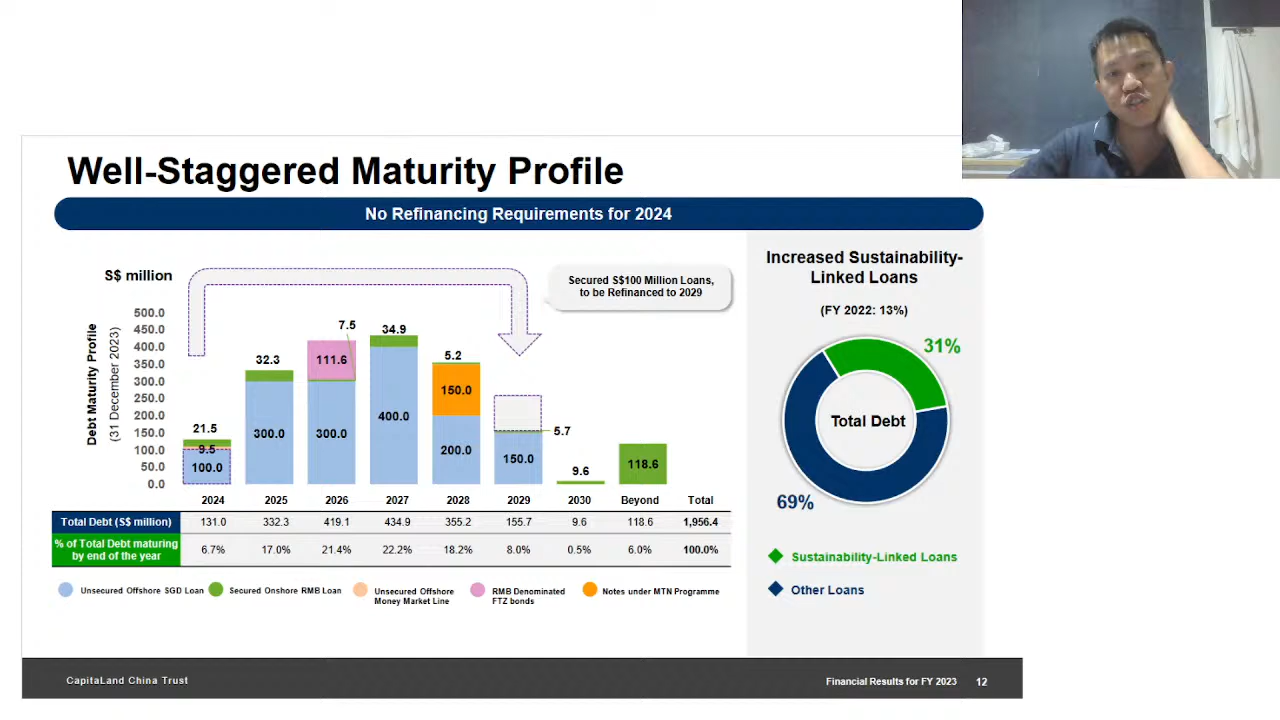 Well-Staggered Maturity Profile
No Refinancing Requirements for 2024
S$ million
Debt Maturity Profile
(31 December 2023)
500.0
450.0
400.0
350.0
300.0
250.0
200.0
150.0
100.0
50.0
0.0
21.5
9.5
100.0
32.3
300.0
7.5
111.6
300.0
34.9
400.0
5.2
150.0
200.0
5.7
150.0
9.6
118.6
Secured S$100 Million Loans,
to be Refinanced to 2029
2024 2025 2026 2027 2028 2029 2030 Beyond Total
Total Debt (S$ million) 131.0 332.3 419.1 434.9 355.2 155.7 9.6 118.6 1,956.4
% of Total Debt maturing
by end of the year 6.7% 17.0% 21.4% 22.2% 18.2% 8.0% 0.5% 6.0% 100.0%
Unsecured Offshore SGD Loan
Secured Onshore RMB Loan
Unsecured Offshore
Money Market Line
RMB Denominated
FTZ bonds
Notes under MTN Programme
Increased Sustainability-
Linked Loans
(FY 2022: 13%)
31%
Total Debt
69%
Sustainability-Linked Loans
Other Loans
CapitaLand China Trust
Financial Results for FY 2023 12